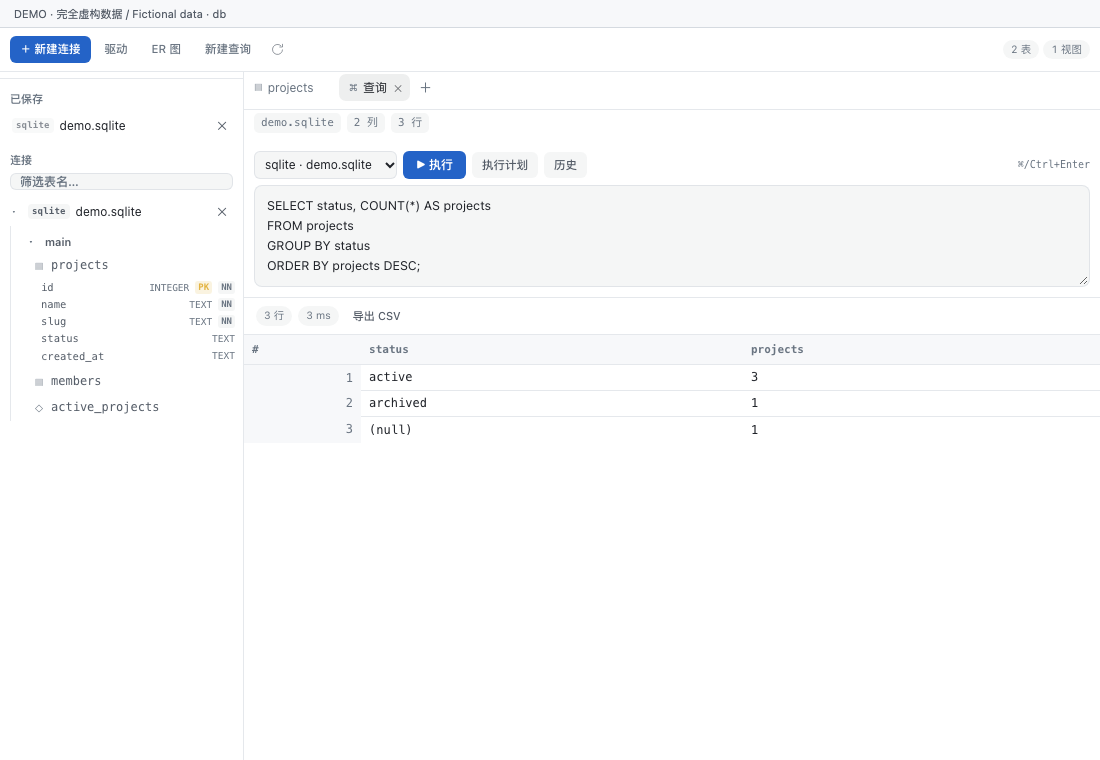 DEMO · 完全虚构数据 / Fictional data · db
+ 新建连接 驱动 ER 图 新建查询 2 表 1 视图
已保存
sqlite demo.sqlite
连接
筛选表名...
sqlite demo.sqlite
main
projects
id INTEGER PK NN
name TEXT NN
slug TEXT NN
status TEXT
created_at TEXT
members
active_projects
projects ⌘ 查询 × +
demo.sqlite 2 列 3 行
sqlite · demo.sqlite ▶ 执行 执行计划 历史 ⌘/Ctrl+Enter
SELECT status, COUNT(*) AS projects
FROM projects
GROUP BY status
ORDER BY projects DESC;
3 行 3 ms 导出 CSV
# status projects
1 active 3
2 archived 1
3 (null) 1